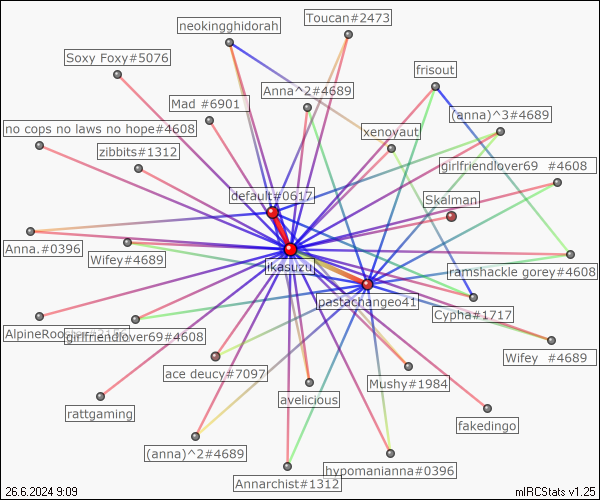 Toucan#2473
neokingghidorah
Soxy Foxy#5076
frisout
Anna^2#4689
Mad #6901
(anna)^3#4689
no cops no laws no hope#4608
xenoyaut
zibbits#1312
girlfriendlover69 #4608
default#0617
Skalman
Anna.#0396
Wifey#4689
ikasuzu
ramshackle gorey#4608
pastachangeo41
Cypha#1717
AlpineRoo
girlfriendlover69#4608
Wifey #4689
ace deucy#7097
Mushy#1984
avelicious
rattgaming
fakedingo
(anna)^2#4689
hypomanianna#0396
Annarchist#1312
26.6.2024 9:09
mIRCStats v1.25